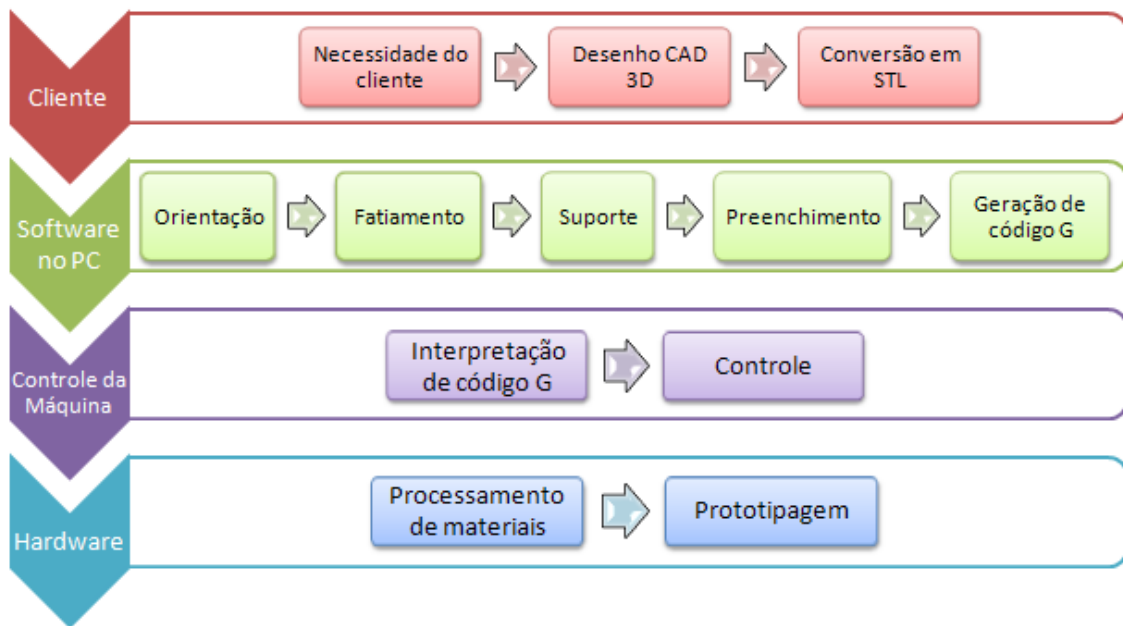 Cliente
Necessidade do
cliente
Desenho CAD
3D
Conversão em
STL
Software
no PC
Orientação
Fatiamento
Suporte
Preenchimento
Geração de
código G
Controle da
Máquina
Interpretação
de código G
Controle
Hardware
Processamento
de materiais
Prototipagem